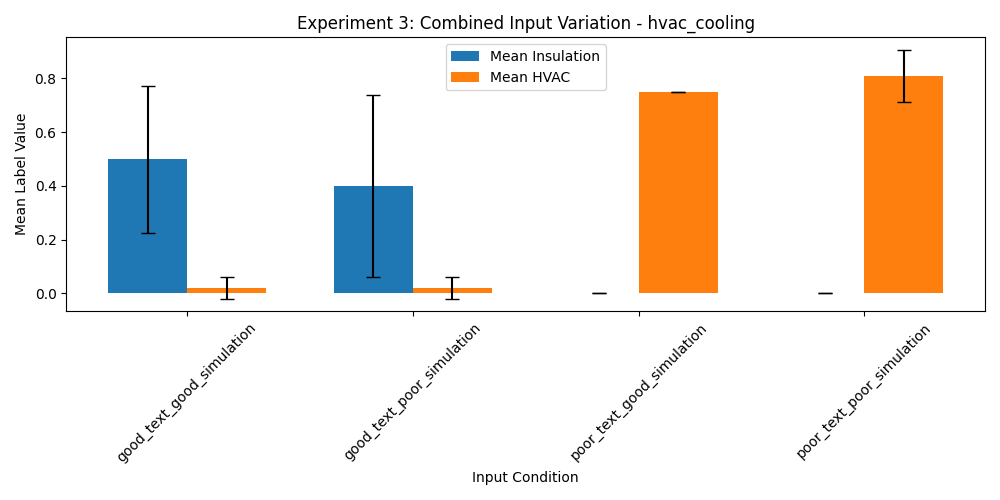 Experiment 3: Combined Input Variation - hvac_cooling
Mean Insulation
Mean HVAC
Mean Label Value
0.8
0.6
0.4
0.2
0.0
good_text_good_simulation
good_text_poor_simulation
poor_text_good_simulation
poor_text_poor_simulation
Input Condition